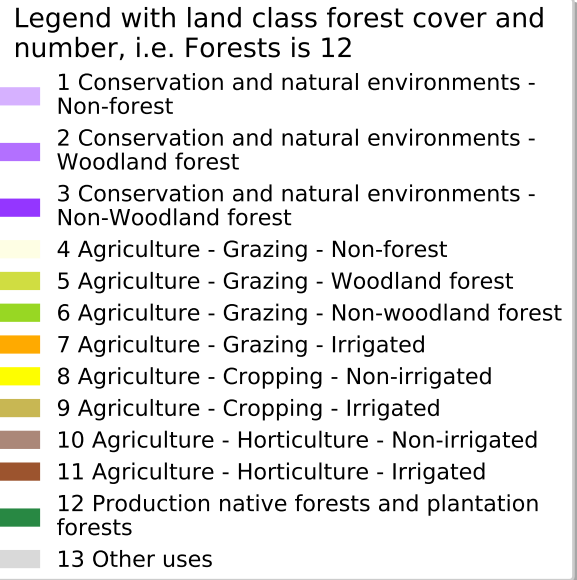 Legend with land class forest cover and
number, i.e. Forests is 12
1 Conservation and natural environments -
Non-forest
2 Conservation and natural environments -
Woodland forest
3 Conservation and natural environments -
Non-Woodland forest
4 Agriculture - Grazing - Non-forest
5 Agriculture - Grazing - Woodland forest
6 Agriculture - Grazing - Non-woodland forest
7 Agriculture - Grazing - Irrigated
8 Agriculture - Cropping - Non-irrigated
9 Agriculture - Cropping - Irrigated
10 Agriculture - Horticulture - Non-irrigated
11 Agriculture - Horticulture - Irrigated
12 Production native forests and plantation
forests
13 Other uses